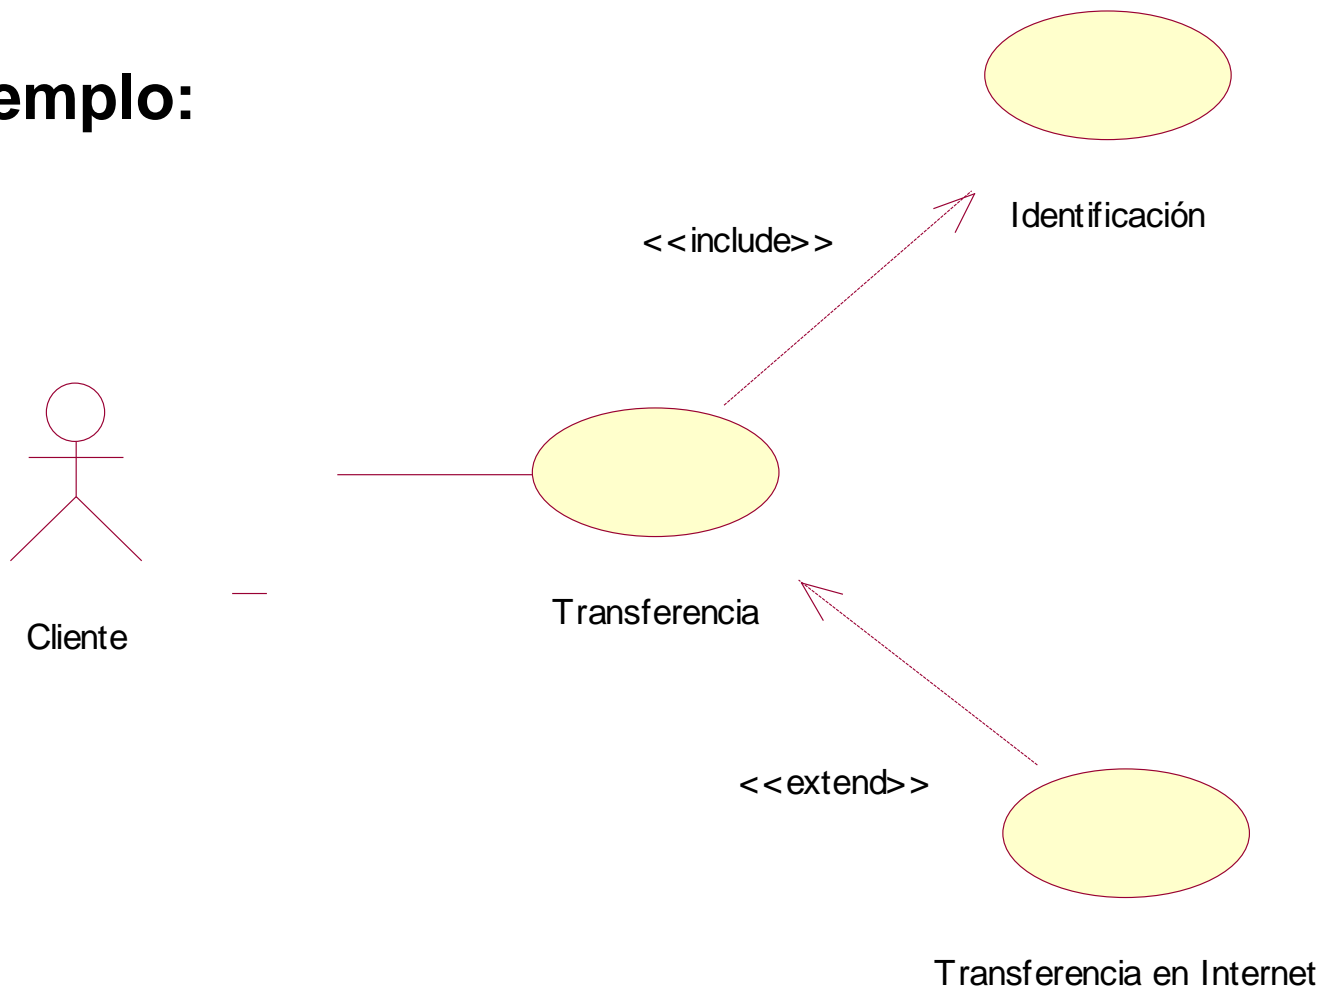 emplo:
Identificación
<<include>>
Transferencia
Cliente
<<extend>>
Transferencia en Internet